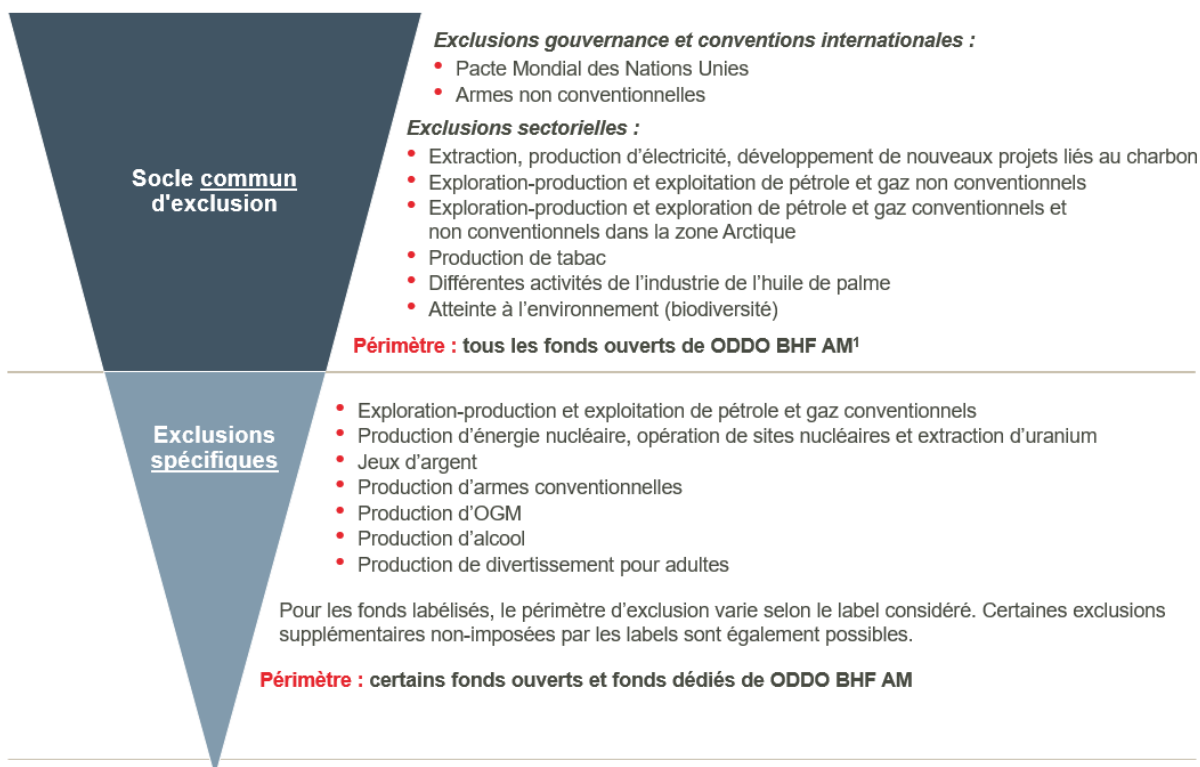 Exclusions gouvernance et conventions internationales :
• Pacte Mondial des Nations Unies
• Armes non conventionnelles
Exclusions sectorielles :
• Extraction, production d’électricité, développement de nouveaux projets liés au charbon
• Exploration-production et exploitation de pétrole et gaz non conventionnels
• Exploration-production et exploration de pétrole et gaz conventionnels et
non conventionnels dans la zone Arctique
• Production de tabac
• Différentes activités de l’industrie de l’huile de palme
• Atteinte à l’environnement (biodiversité)
Périmètre : tous les fonds ouverts de ODDO BHF AM¹
Socle commun
d'exclusion
Exclusions
spécifiques
• Exploration-production et exploitation de pétrole et gaz conventionnels
• Production d’énergie nucléaire, opération de sites nucléaires et extraction d’uranium
• Jeux d’argent
• Production d’armes conventionnelles
• Production d’OGM
• Production d’alcool
• Production de divertissement pour adultes
Pour les fonds labélisés, le périmètre d’exclusion varie selon le label considéré. Certaines exclusions
supplémentaires non-imposées par les labels sont également possibles.
Périmètre : certains fonds ouverts et fonds dédiés de ODDO BHF AM